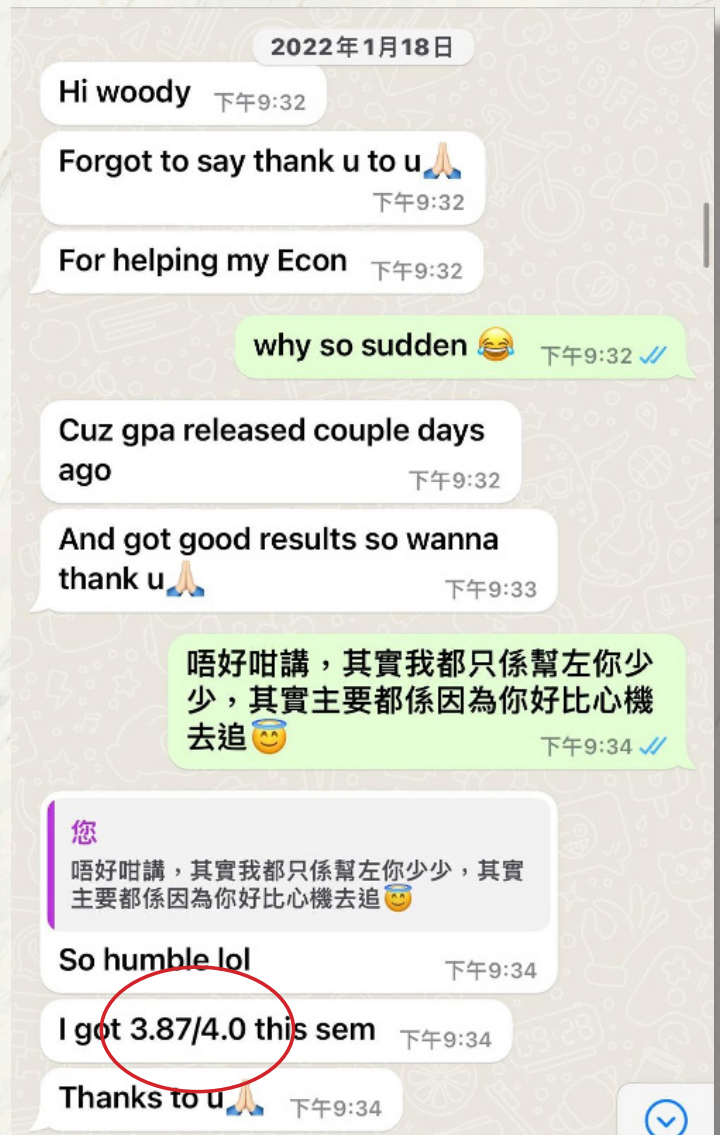 2022年1月18日
Hi woody 下午9:32
Forgot to say thank u to u🙏🏻
下午9:32
For helping my Econ 下午9:32
why so sudden 😂 下午9:32
Cuz gpa released couple days
ago 下午9:32
And got good results so wanna
thank u🙏🏻 下午9:33
唔好咁講，其實我都只係幫左你少
少，其實主要都係因為你好比心機
去追😇 下午9:34
您
唔好咁講，其實我都只係幫左你少少，其實
主要都係因為你好比心機去追😇
So humble lol 下午9:34
I got 3.87/4.0 this sem 下午9:34
Thanks to u🙏🏻 下午9:34